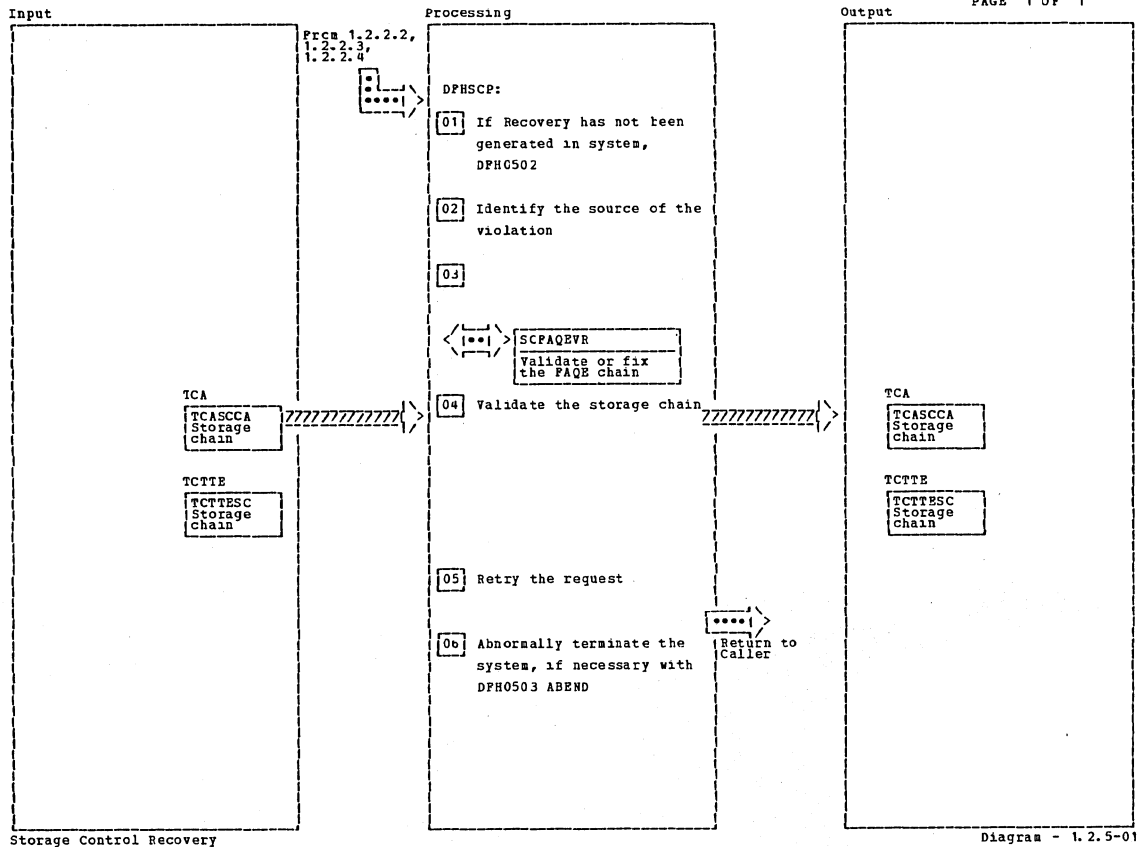 PAGE 1 OF 1
Input
Processing
Output
From 1.2.2.2,
1.2.2.3,
1.2.2.4
DFHSCP:
01 If Recovery has not been
generated in system,
DFH0502
02 Identify the source of the
violation
03
SCFAQEVR
Validate or fix
the FAQE chain
TCA
TCASCCA
Storage
chain
04 Validate the storage chain
TCA
TCASCCA
Storage
chain
TCTTE
TCTTESC
Storage
chain
TCTTE
TCTTESC
Storage
chain
05 Retry the request
06 Abnormally terminate the
system, if necessary with
DFH0503 ABEND
Return to
Caller
Storage Control Recovery
Diagram - 1.2.5-01